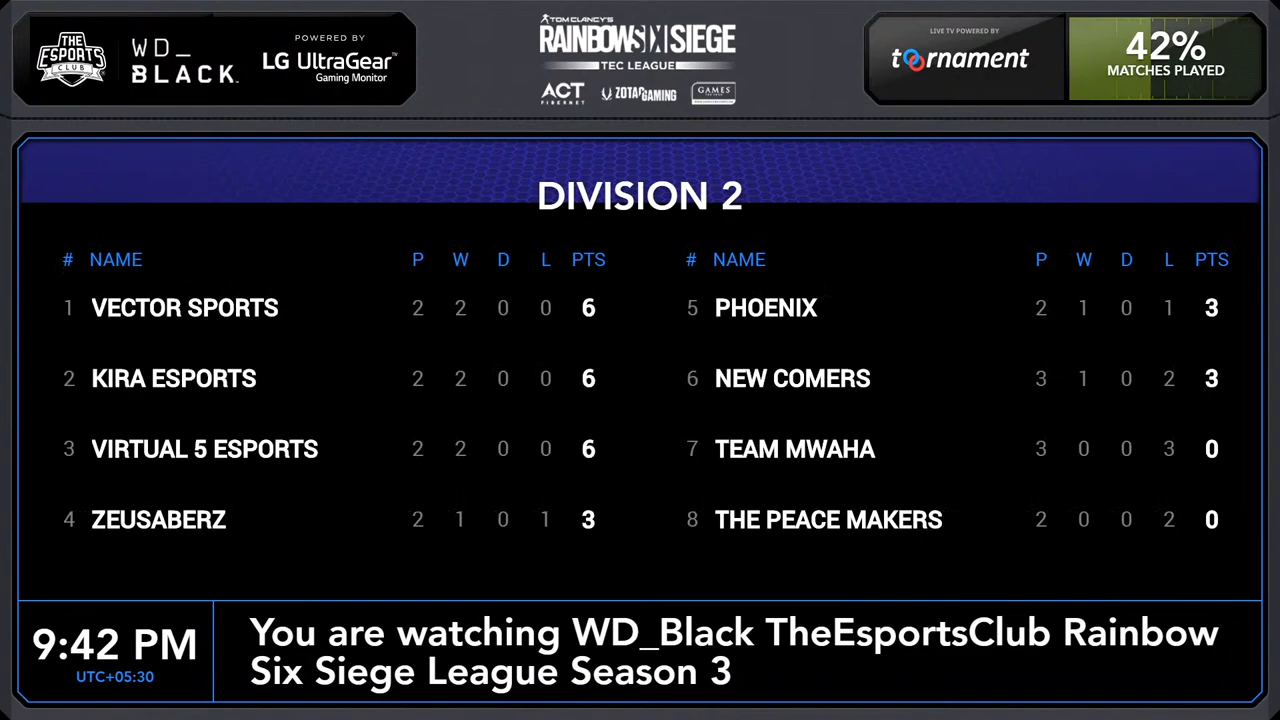 THE
ESPORTS
CLUB
WD_
BLACK.
POWERED BY
LG UltraGear™
Gaming Monitor
TOM CLANCY'S
RAINBOW SIX SIEGE
TEC LEAGUE
ACT
FIBERNET
ZOTAC GAMING
GAMES
LIVE TV POWERED BY
toornament
42%
MATCHES PLAYED
DIVISION 2
# NAME P W D L PTS
1 VECTOR SPORTS 2 2 0 0 6
2 KIRA ESPORTS 2 2 0 0 6
3 VIRTUAL 5 ESPORTS 2 2 0 0 6
4 ZEUSABERZ 2 1 0 1 3
# NAME P W D L PTS
5 PHOENIX 2 1 0 1 3
6 NEW COMERS 3 1 0 2 3
7 TEAM MWAHA 3 0 0 3 0
8 THE PEACE MAKERS 2 0 0 2 0
9:42 PM
UTC+05:30
You are watching WD_Black TheEsportsClub Rainbow
Six Siege League Season 3